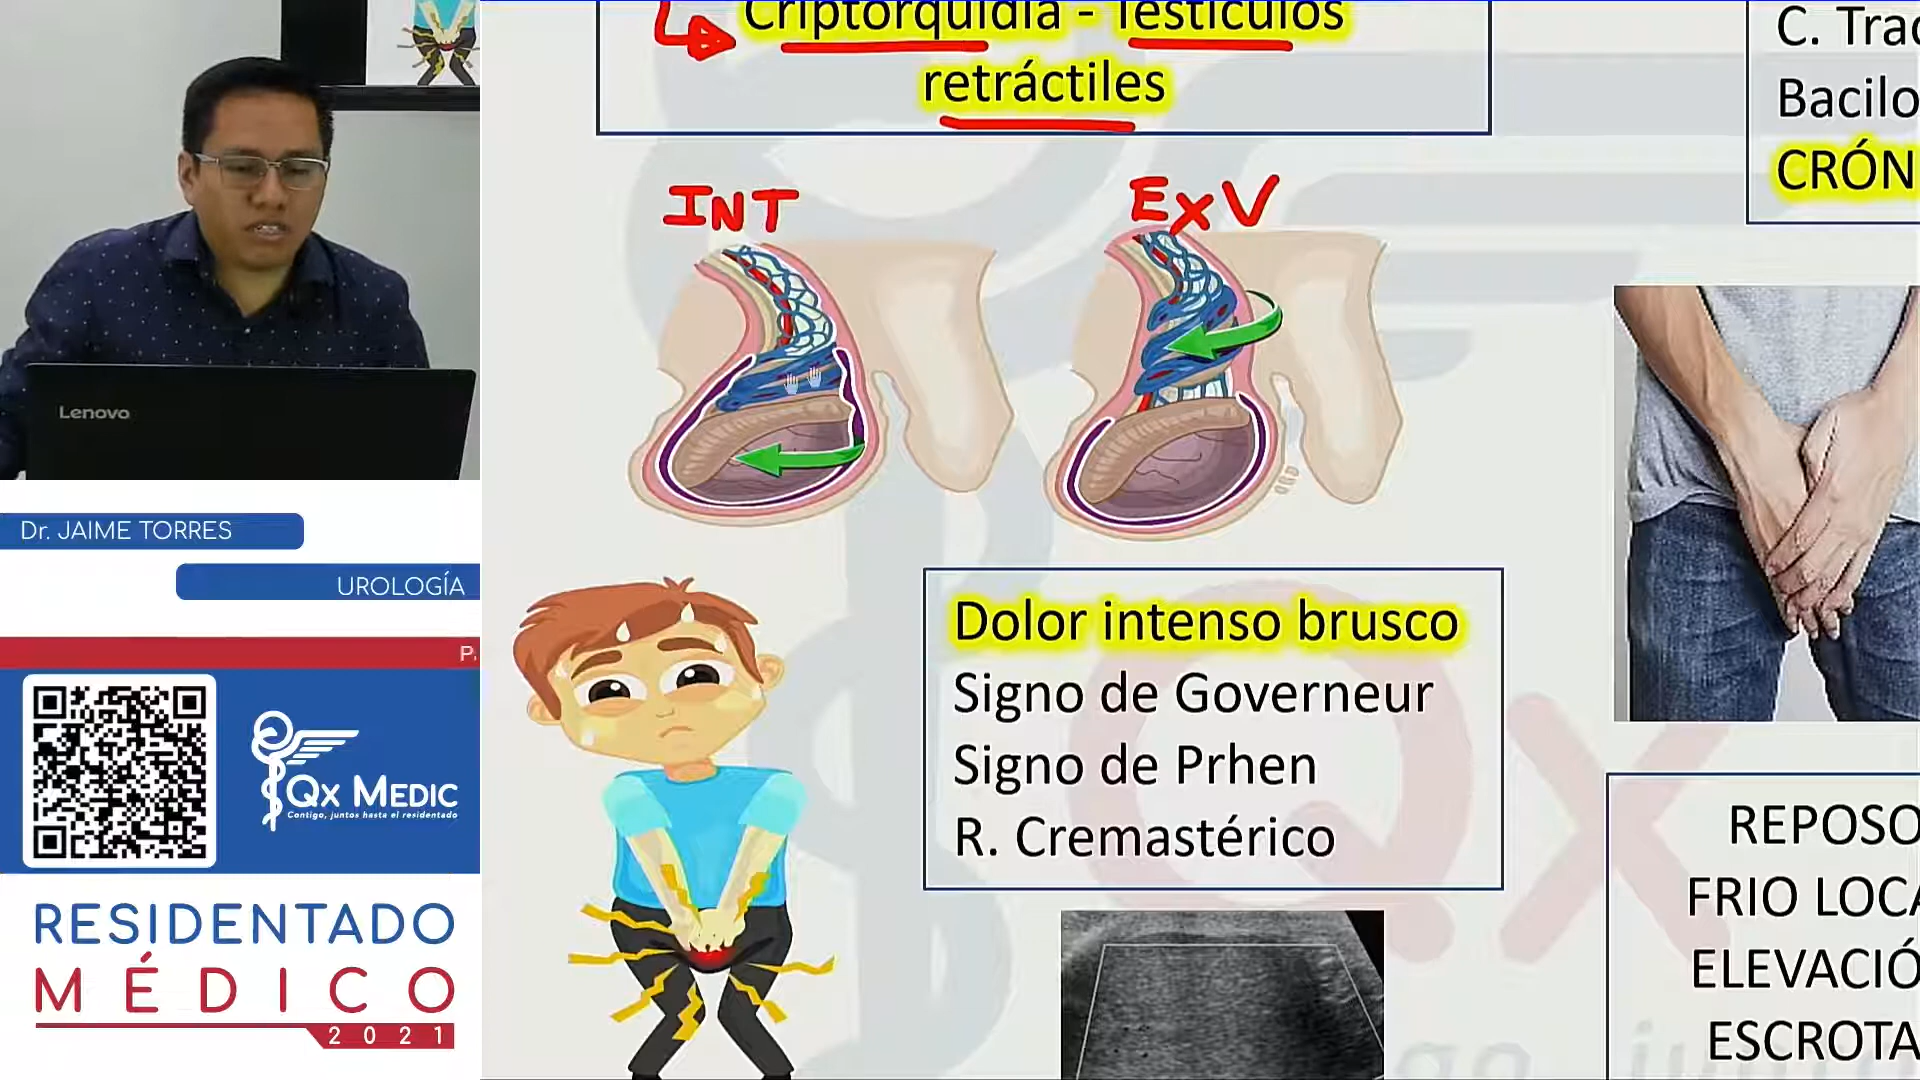 Criptorquidia - Testículos
retráctiles
INT
EXV
C. Trac
Bacilo
CRÓN
Lenovo
Dr. JAIME TORRES
UROLOGÍA
P.
Qx MEDIC
Contigo, juntos hasta el residentado
RESIDENTADO
MÉDICO
2021
Dolor intenso brusco
Signo de Governeur
Signo de Prhen
R. Cremastérico
REPOSO
FRIO LOCA
ELEVACIÓ
ESCROTA